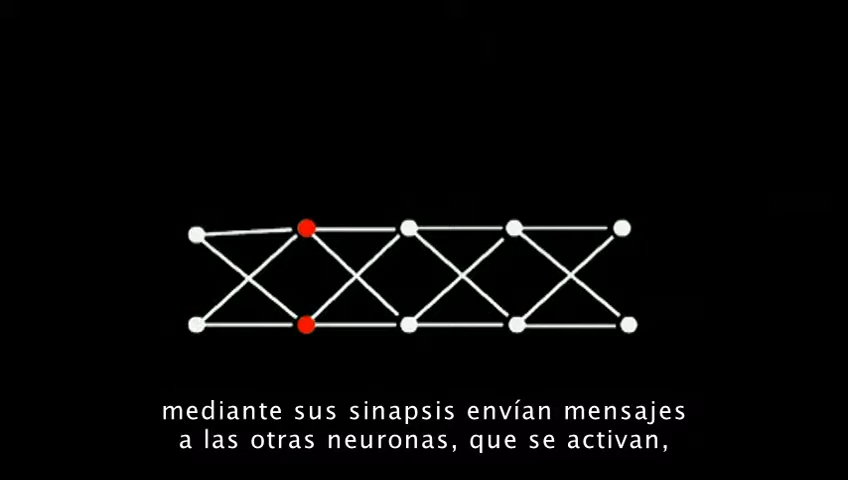 mediante sus sinapsis envían mensajes
a las otras neuronas, que se activan,